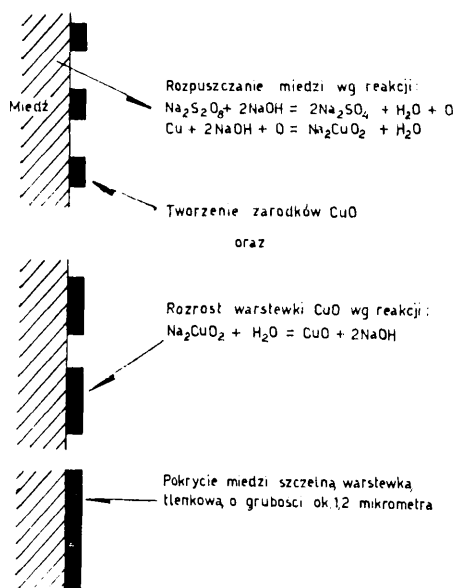 Rozpuszczanie miedzi wg reakcji:
Miedź
Na₂S₂O₈ + 2NaOH = 2Na₂SO₄ + H₂O + O
Cu + 2NaOH + O = Na₂CuO₂ + H₂O
Tworzenie zarodków CuO
oraz
Rozrost warstewki CuO wg reakcji:
Na₂CuO₂ + H₂O = CuO + 2NaOH
Pokrycie miedzi szczelną warstewką
tlenkową o grubości ok. 1,2 mikrometra